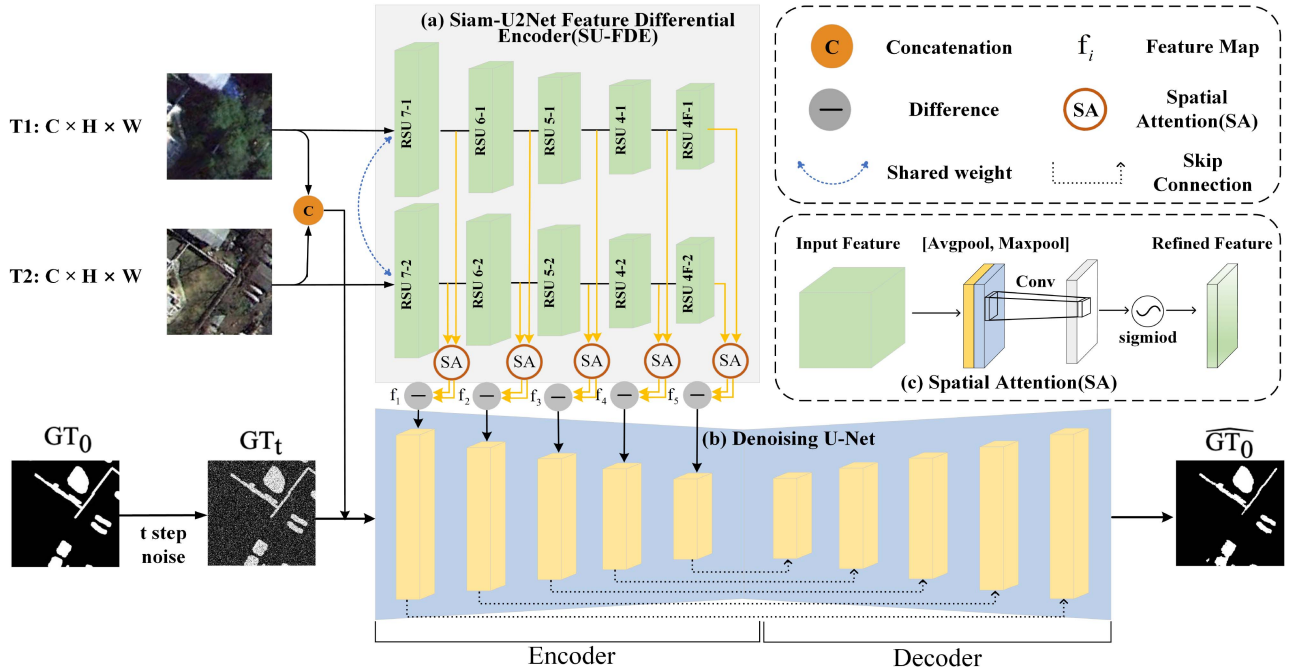 (a) Siam-U2Net Feature Differential
Encoder(SU-FDE)
T1: C × H × W
T2: C × H × W
C
RSU 7-1
RSU 6-1
RSU 5-1
RSU 4-1
RSU 4F-1
RSU 7-2
RSU 6-2
RSU 5-2
RSU 4-2
RSU 4F-2
SA
SA
SA
SA
SA
f1
f2
f3
f4
f5
C
Concatenation
fi
Feature Map
Difference
SA
Spatial
Attention(SA)
Shared weight
Skip
Connection
Input Feature
[Avgpool, Maxpool]
Refined Feature
Conv
sigmiod
(c) Spatial Attention(SA)
(b) Denoising U-Net
GT0
GTt
t step
noise
\widehat{GT0}
Encoder
Decoder